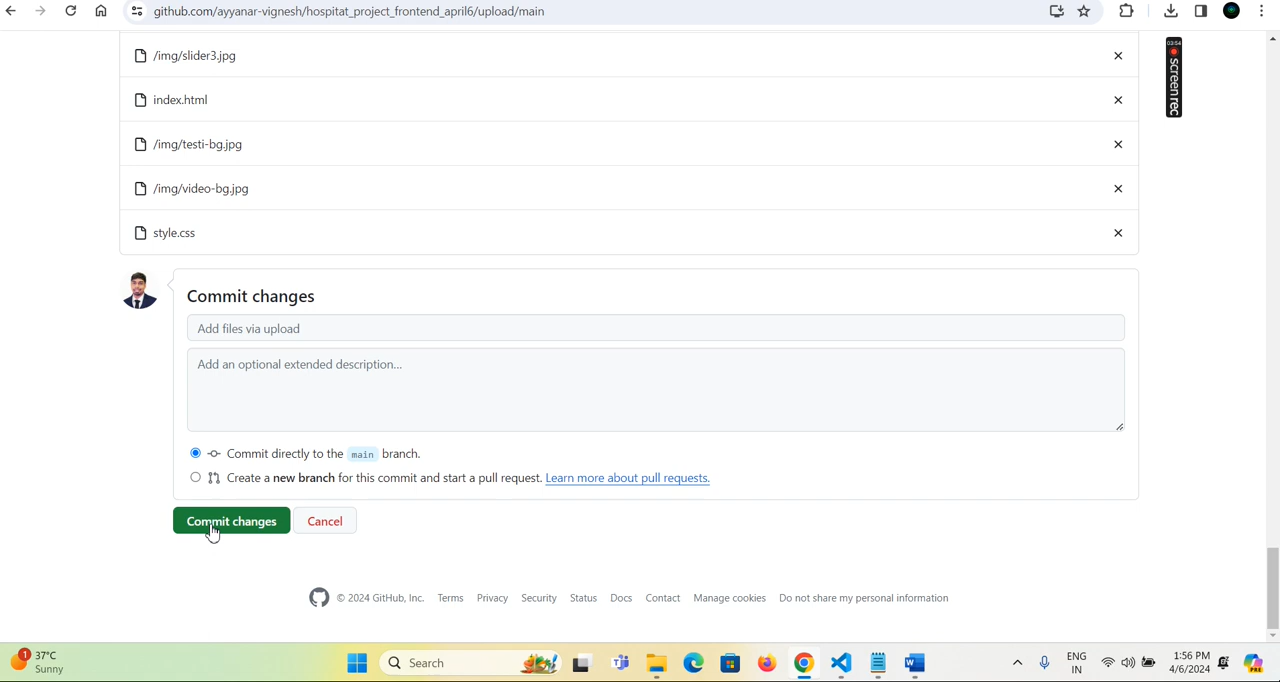 github.com/ayyanar-vignesh/hospitat_project_frontend_april6/upload/main
03:54
screenrec
/img/slider3.jpg
index.html
/img/testi-bg.jpg
/img/video-bg.jpg
style.css
Commit changes
Add files via upload
Add an optional extended description...
Commit directly to the main branch.
Create a new branch for this commit and start a pull request. Learn more about pull requests.
Commit changes Cancel
© 2024 GitHub, Inc. Terms Privacy Security Status Docs Contact Manage cookies Do not share my personal information
1
37°C
Sunny
Search
ENG
IN
1:56 PM
4/6/2024
PRE